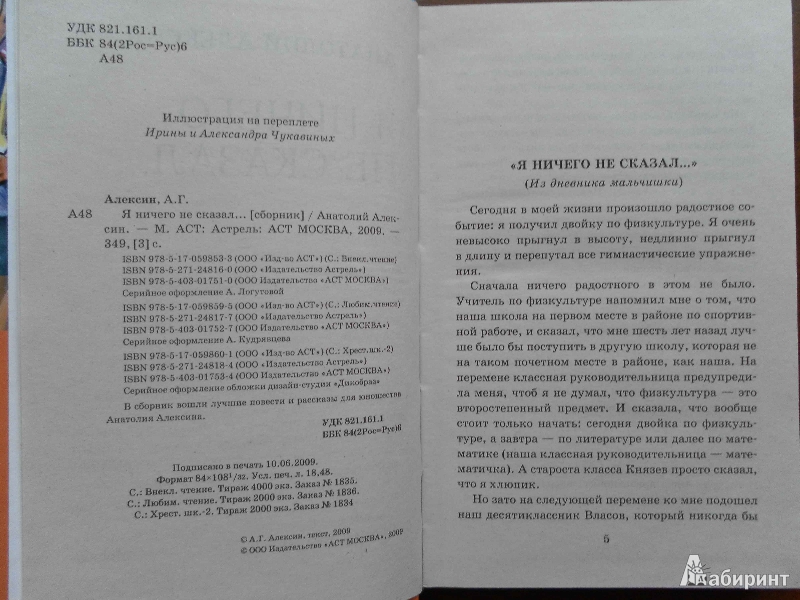 УДК 821.161.1
ББК 84(2Рос=Рус)6
А48
Иллюстрация на переплете
Ирины и Александра Чукавиных
Алексин, А.Г.
А48 Я ничего не сказал... [сборник] / Анатолий Алек-
син. — М. АСТ: Астрель: АСТ МОСКВА, 2009. —
349, [3] с.
ISBN 978-5-17-059853-3 (ООО «Изд-во АСТ») (С.: Внекл. чтение)
ISBN 978-5-271-24816-0 (ООО «Издательство Астрель»)
ISBN 978-5-403-01751-0 (ООО Издательство «АСТ МОСКВА»)
Серийное оформление А. Логутовой
ISBN 978-5-17-059859-5 (ООО «Изд-во АСТ») (С.: Любим. чтение)
ISBN 978-5-271-24817-7 (ООО «Издательство Астрель»)
ISBN 978-5-403-01752-7 (ООО Издательство «АСТ МОСКВА»)
Серийное оформление А. Кудрявцева
ISBN 978-5-17-059860-1 (ООО «Изд-во АСТ») (С.: Хрест. шк.-2)
ISBN 978-5-271-24818-4 (ООО «Издательство Астрель»)
ISBN 978-5-403-01753-4 (ООО Издательство «АСТ МОСКВА»)
Серийное оформление обложки дизайн-студия «Дикобраз»
В сборник вошли лучшие повести и рассказы для юношества
Анатолия Алексина.
УДК 821.161.1
ББК 84(2Рос=Рус)6
Подписано в печать 10.06.2009.
Формат 84×108¹/₃₂. Усл. печ. л. 18,48.
С.: Внекл. чтение. Тираж 4000 экз. Заказ № 1835.
С.: Любим. чтение. Тираж 2000 экз. Заказ № 1836.
С.: Хрест. шк.-2. Тираж 2000 экз. Заказ № 1834
© А.Г. Алексин, текст, 2009
© ООО Издательство «АСТ МОСКВА», 2009
«Я НИЧЕГО НЕ СКАЗАЛ...»
(Из дневника мальчишки)
Сегодня в моей жизни произошло радостное со-
бытие: я получил двойку по физкультуре. Я очень
невысоко прыгнул в высоту, недлинно прыгнул
в длину и перепутал все гимнастические упражне-
ния.
Сначала ничего радостного в этом не было.
Учитель по физкультуре напомнил мне о том, что
наша школа на первом месте в районе по спортив-
ной работе, и сказал, что мне шесть лет назад луч-
ше было бы поступить в другую школу, которая не
на таком почетном месте в районе, как наша. На
перемене классная руководительница предупреди-
ла меня, чтоб я не думал, что физкультура — это
второстепенный предмет. И сказала, что вообще
стоит только начать: сегодня двойка по физкуль-
туре, а завтра — по литературе или далее по мате-
матике (наша классная руководительница — мате-
матичка). А староста класса Князев просто сказал,
что я хлюпик.
Но зато на следующей перемене ко мне подошел
наш десятиклассник Власов, который никогда бы
5
Лабиринт